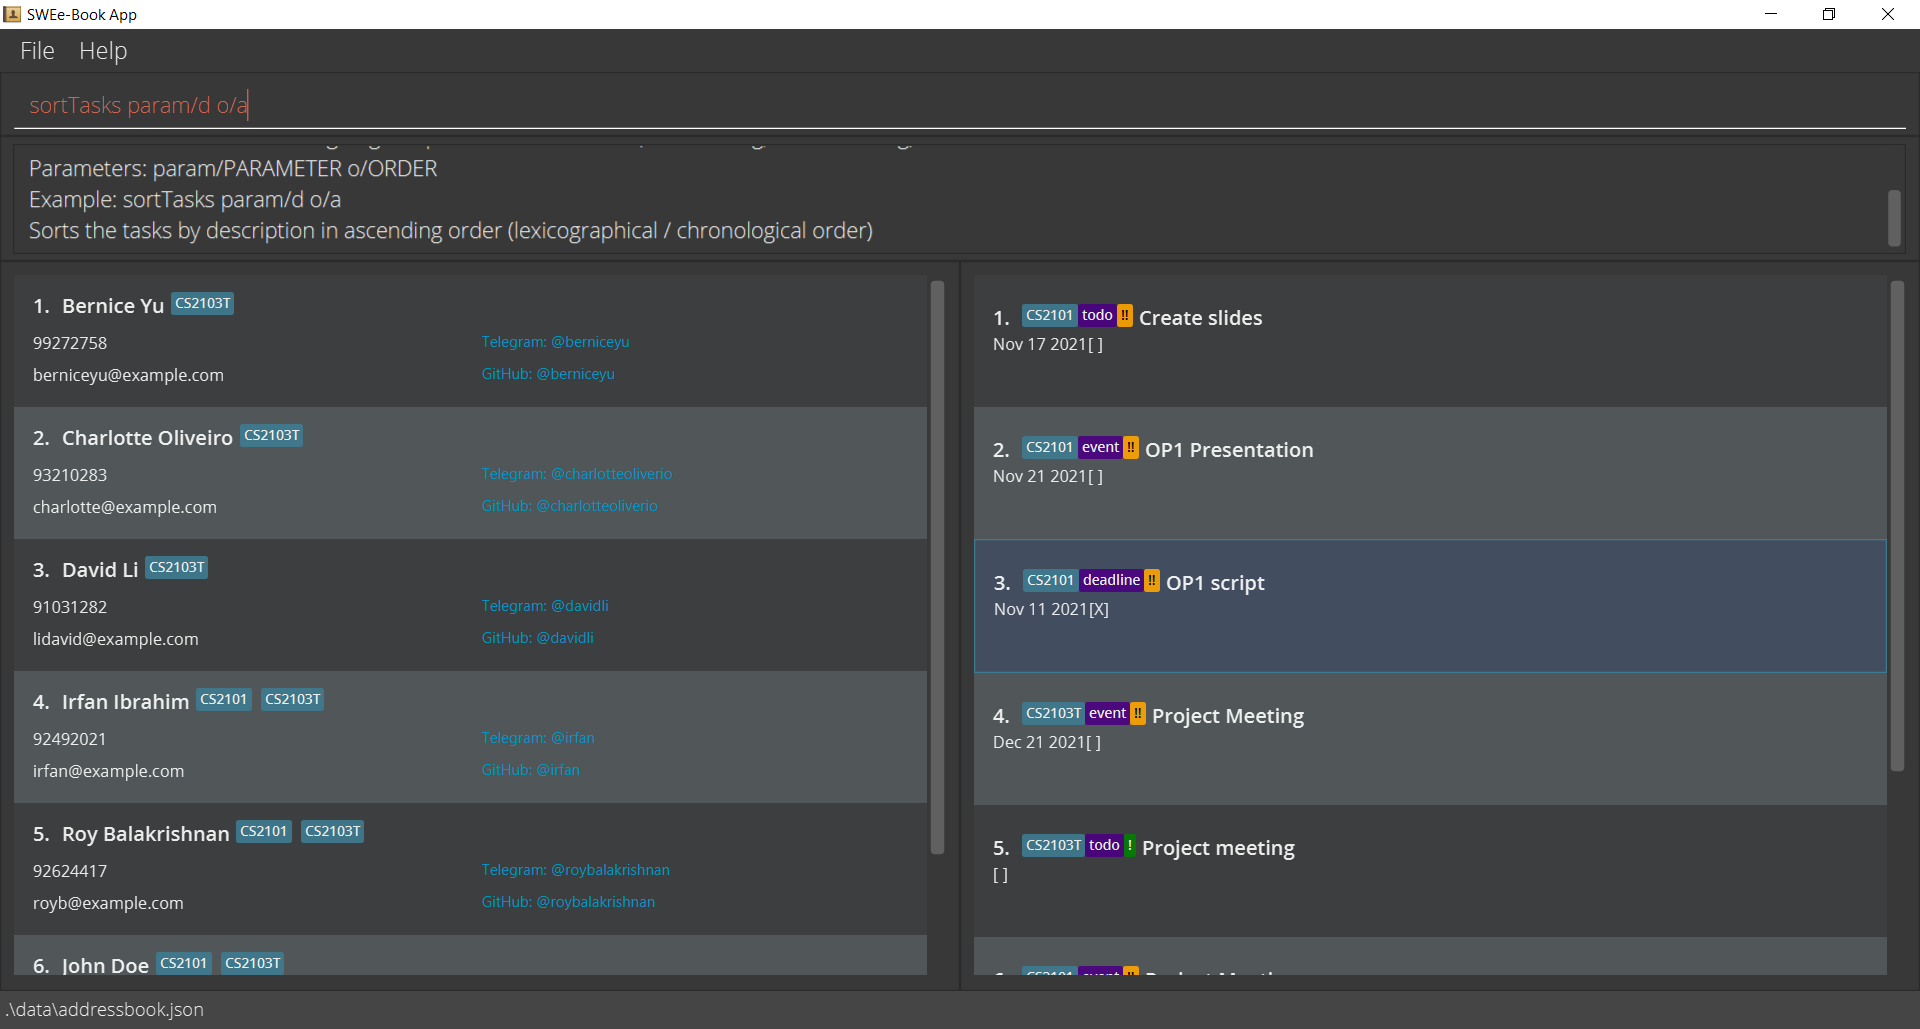 SWEe-Book App
File Help
sortTasks param/d o/a
Parameters: param/PARAMETER o/ORDER
Example: sortTasks param/d o/a
Sorts the tasks by description in ascending order (lexicographical / chronological order)
1. Bernice Yu CS2103T
99272758
Telegram: @berniceyu
berniceyu@example.com
GitHub: @berniceyu
2. Charlotte Oliveiro CS2103T
93210283
Telegram: @charlotteoliverio
charlotte@example.com
GitHub: @charlotteoliverio
3. David Li CS2103T
91031282
Telegram: @davidli
lidavid@example.com
GitHub: @davidli
4. Irfan Ibrahim CS2101 CS2103T
92492021
Telegram: @irfan
irfan@example.com
GitHub: @irfan
5. Roy Balakrishnan CS2101 CS2103T
92624417
Telegram: @roybalakrishnan
royb@example.com
GitHub: @roybalakrishnan
6. John Doe CS2101 CS2103T
1. CS2101 todo !! Create slides
Nov 17 2021[ ]
2. CS2101 event !! OP1 Presentation
Nov 21 2021[ ]
3. CS2101 deadline !! OP1 script
Nov 11 2021[X]
4. CS2103T event !! Project Meeting
Dec 21 2021[ ]
5. CS2103T todo ! Project meeting
[ ]
.\data\addressbook.json